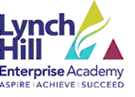 Lynch
Hill
Enterprise Academy
ASPIRE | ACHIEVE | SUCCEED